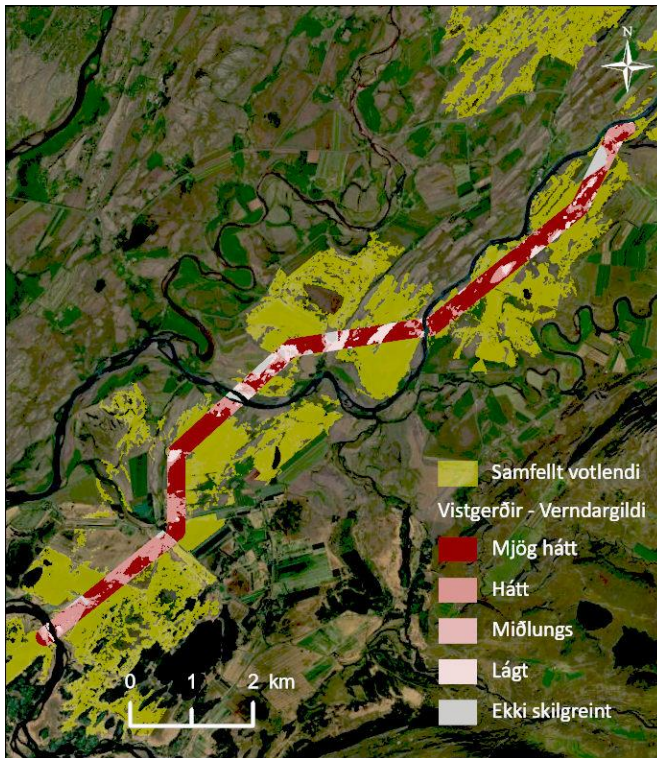 N
Samfellt votlendi
Vistgerðir - Verndargildi
Mjög hátt
Hátt
Miðlungs
Lágt
Ekki skilgreint
0 1 2 km